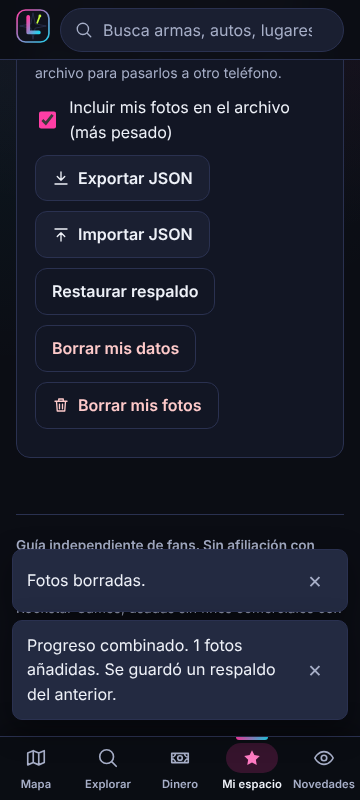 Busca armas, autos, lugares
archivo para pasarlos a otro teléfono.
Incluir mis fotos en el archivo
(más pesado)
Exportar JSON
Importar JSON
Restaurar respaldo
Borrar mis datos
Borrar mis fotos
Guía independiente de fans. Sin afiliación con
Fotos borradas.
Progreso combinado. 1 fotos
añadidas. Se guardó un respaldo
del anterior.
Mapa
Explorar
Dinero
Mi espacio
Novedades